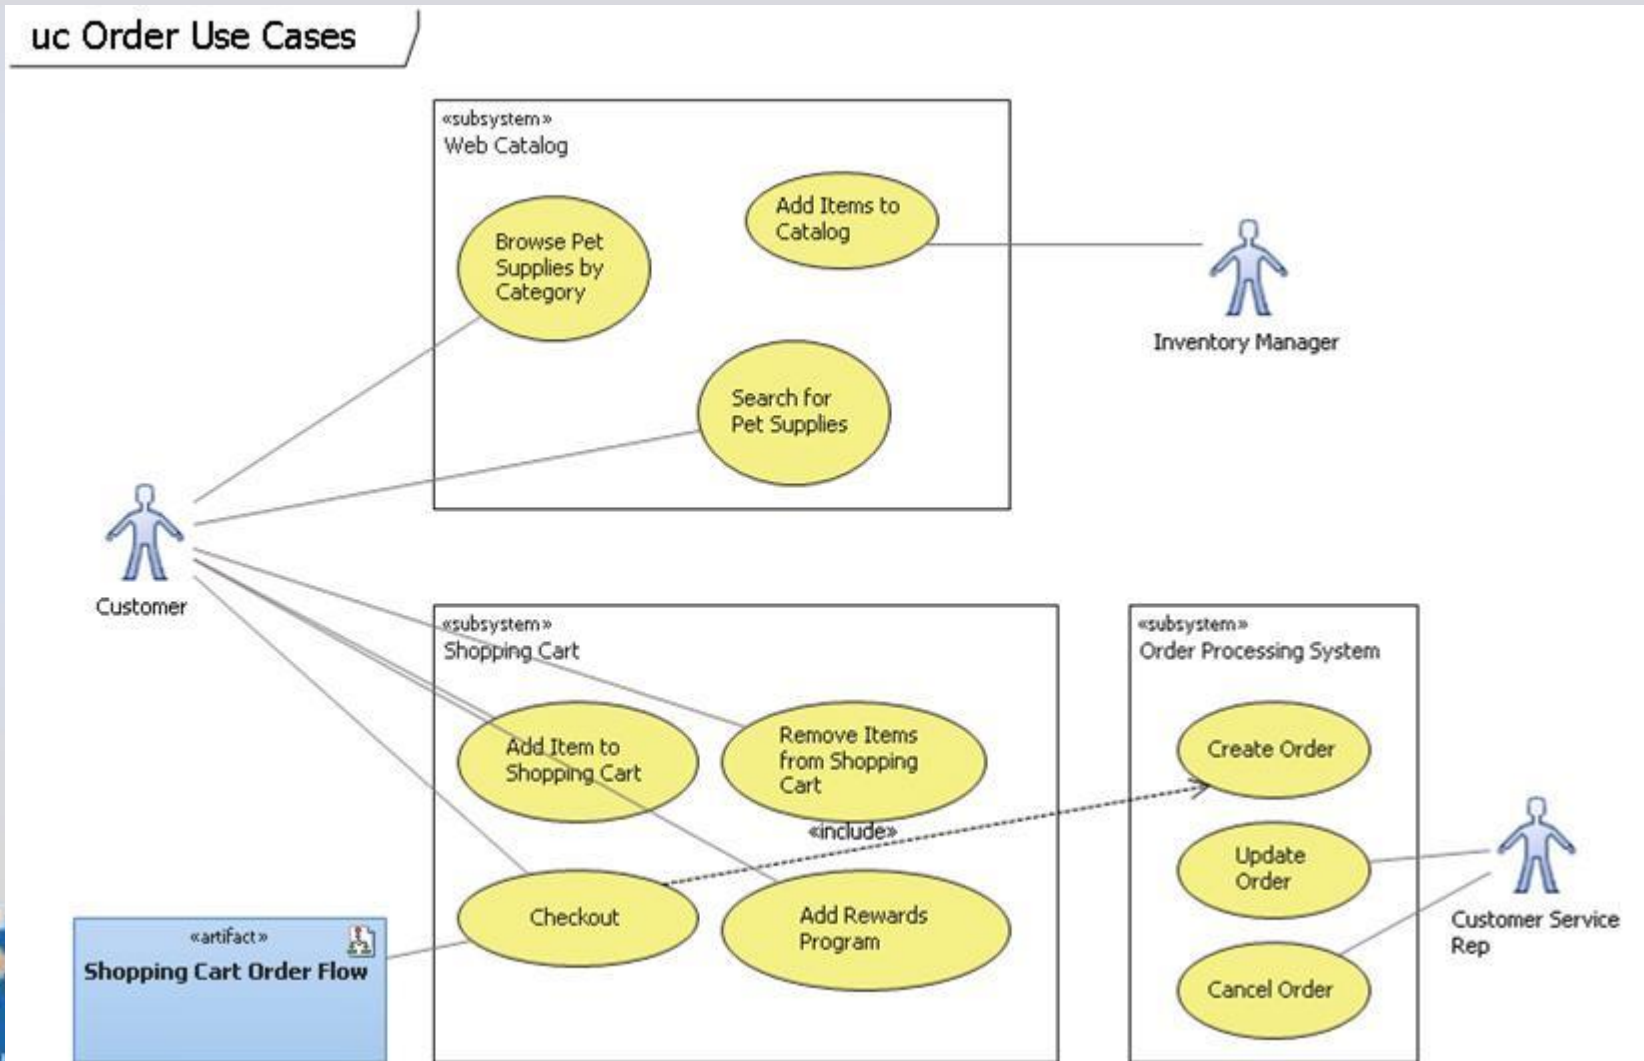 uc Order Use Cases
«subsystem»
Web Catalog
Browse Pet
Supplies by
Category
Add Items to
Catalog
Search for
Pet Supplies
Inventory Manager
Customer
«subsystem»
Shopping Cart
Add Item to
Shopping Cart
Remove Items
from Shopping
Cart
«include»
Checkout
Add Rewards
Program
«subsystem»
Order Processing System
Create Order
Update
Order
Cancel Order
Customer Service
Rep
«artifact»
Shopping Cart Order Flow